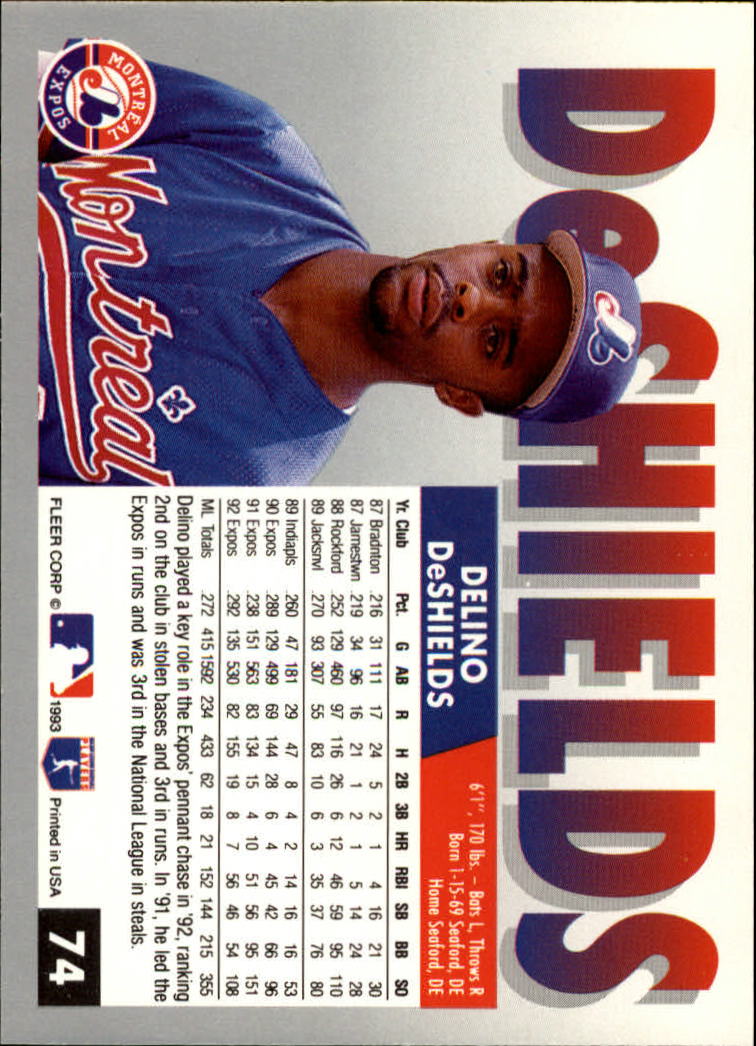 DeSHIELDS
MONTRÉAL
EXPOS
Montreal
DELINO
DeSHIELDS
6'1", 170 lbs. – Bats L, Throws R
Born 1-15-69 Seaford, DE
Home Seaford, DE
Yr. Club Pct. G AB R H 2B 3B HR RBI SB BB SO
87 Bradnton .216 31 111 17 24 5 2 1 4 16 21 30
87 Jamestwn .219 34 96 16 21 1 2 1 5 14 24 28
88 Rockford .252 129 460 97 116 26 6 12 46 59 95 110
89 Jacksnvl .270 93 307 55 83 10 6 3 35 37 76 80
89 Indiapls .260 47 181 29 47 8 4 2 14 16 16 53
90 Expos .289 129 499 69 144 28 6 4 45 42 66 96
91 Expos .238 151 563 83 134 15 4 10 51 56 95 151
92 Expos .292 135 530 82 155 19 8 7 56 46 54 108
ML Totals .272 415 1592 234 433 62 18 21 152 144 215 355
Delino played a key role in the Expos' pennant chase in '92, ranking
2nd on the club in stolen bases and 3rd in runs. In '91, he led the
Expos in runs and was 3rd in the National League in steals.
FLEER CORP © 1993 PLAYERS Printed in USA
74